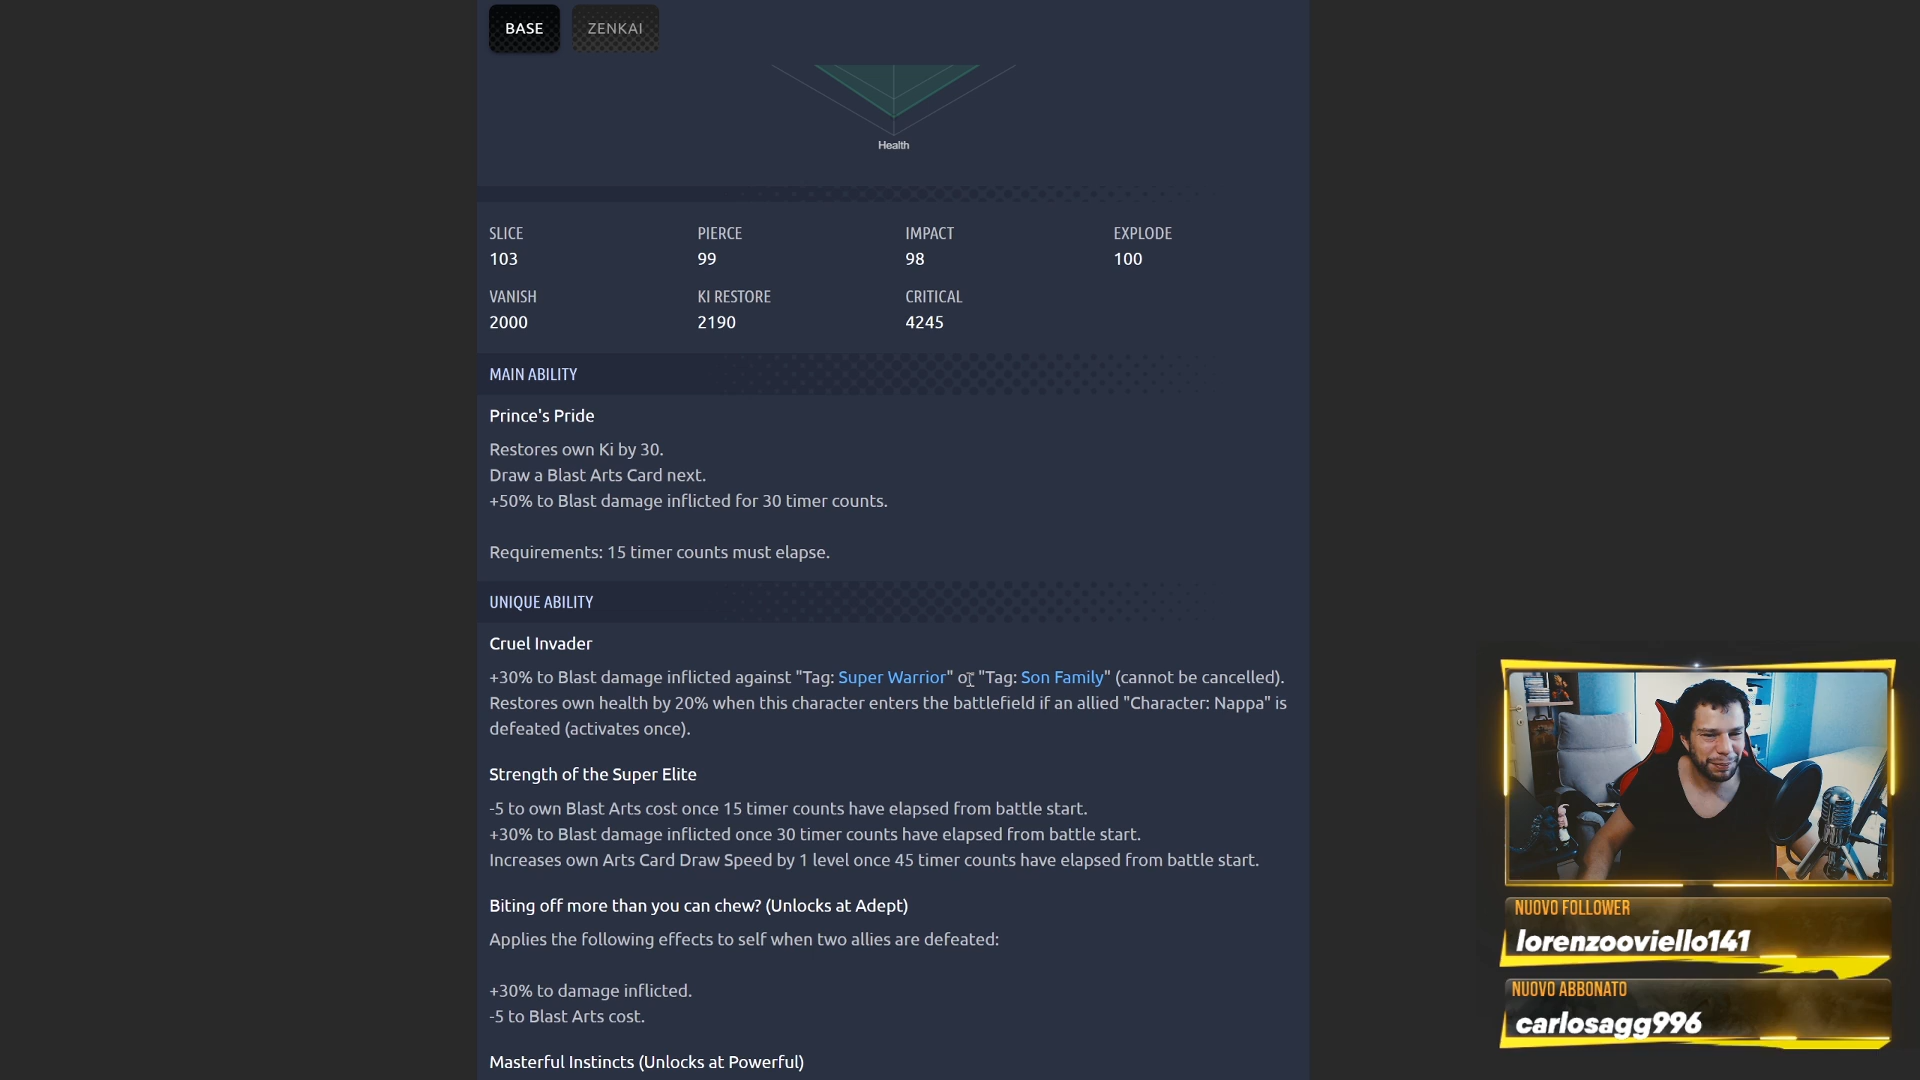 BASE
ZENKAI
Health
SLICE
PIERCE
IMPACT
EXPLODE
103
99
98
100
VANISH
KI RESTORE
CRITICAL
2000
2190
4245
MAIN ABILITY
Prince's Pride
Restores own Ki by 30.
Draw a Blast Arts Card next.
+50% to Blast damage inflicted for 30 timer counts.
Requirements: 15 timer counts must elapse.
UNIQUE ABILITY
Cruel Invader
+30% to Blast damage inflicted against "Tag: Super Warrior" or "Tag: Son Family" (cannot be cancelled).
Restores own health by 20% when this character enters the battlefield if an allied "Character: Nappa" is
defeated (activates once).
Strength of the Super Elite
-5 to own Blast Arts cost once 15 timer counts have elapsed from battle start.
+30% to Blast damage inflicted once 30 timer counts have elapsed from battle start.
Increases own Arts Card Draw Speed by 1 level once 45 timer counts have elapsed from battle start.
Biting off more than you can chew? (Unlocks at Adept)
Applies the following effects to self when two allies are defeated:
+30% to damage inflicted.
-5 to Blast Arts cost.
Masterful Instincts (Unlocks at Powerful)
NUOVO FOLLOWER
lorenzooviello141
NUOVO ABBONATO
carlosagg996